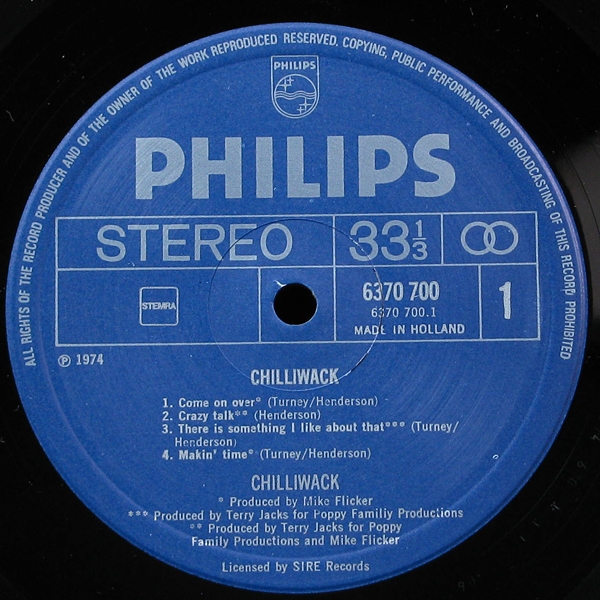 ALL RIGHTS OF THE RECORD PRODUCER AND OF THE OWNER OF THE WORK REPRODUCED RESERVED. COPYING, PUBLIC PERFORMANCE AND BROADCASTING OF THIS RECORD PROHIBITED
PHILIPS
PHILIPS
STEREO 33 1/3
STEMRA
6370 700
6370 700.1
MADE IN HOLLAND
1
℗ 1974
CHILLIWACK
1. Come on over* (Turney/Henderson)
2. Crazy talk** (Henderson)
3. There is something I like about that*** (Turney/
Henderson)
4. Makin' time* (Turney/Henderson)
CHILLIWACK
* Produced by Mike Flicker
*** Produced by Terry Jacks for Poppy Familiy Productions
** Produced by Terry Jacks for Poppy
Family Productions and Mike Flicker
Licensed by SIRE Records